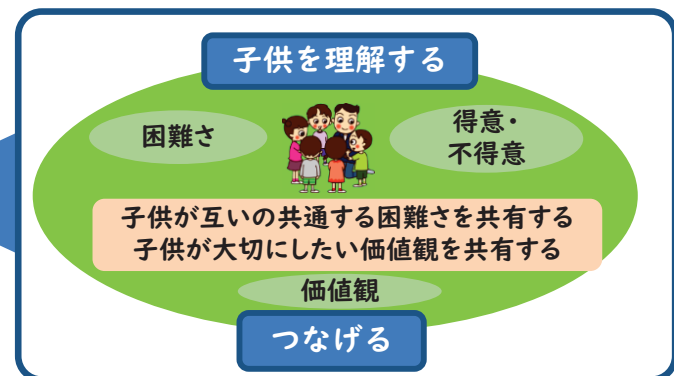 子供を理解する
困難さ
得意・
不得意
子供が互いの共通する困難さを共有する
子供が大切にしたい価値観を共有する
価値観
つなげる